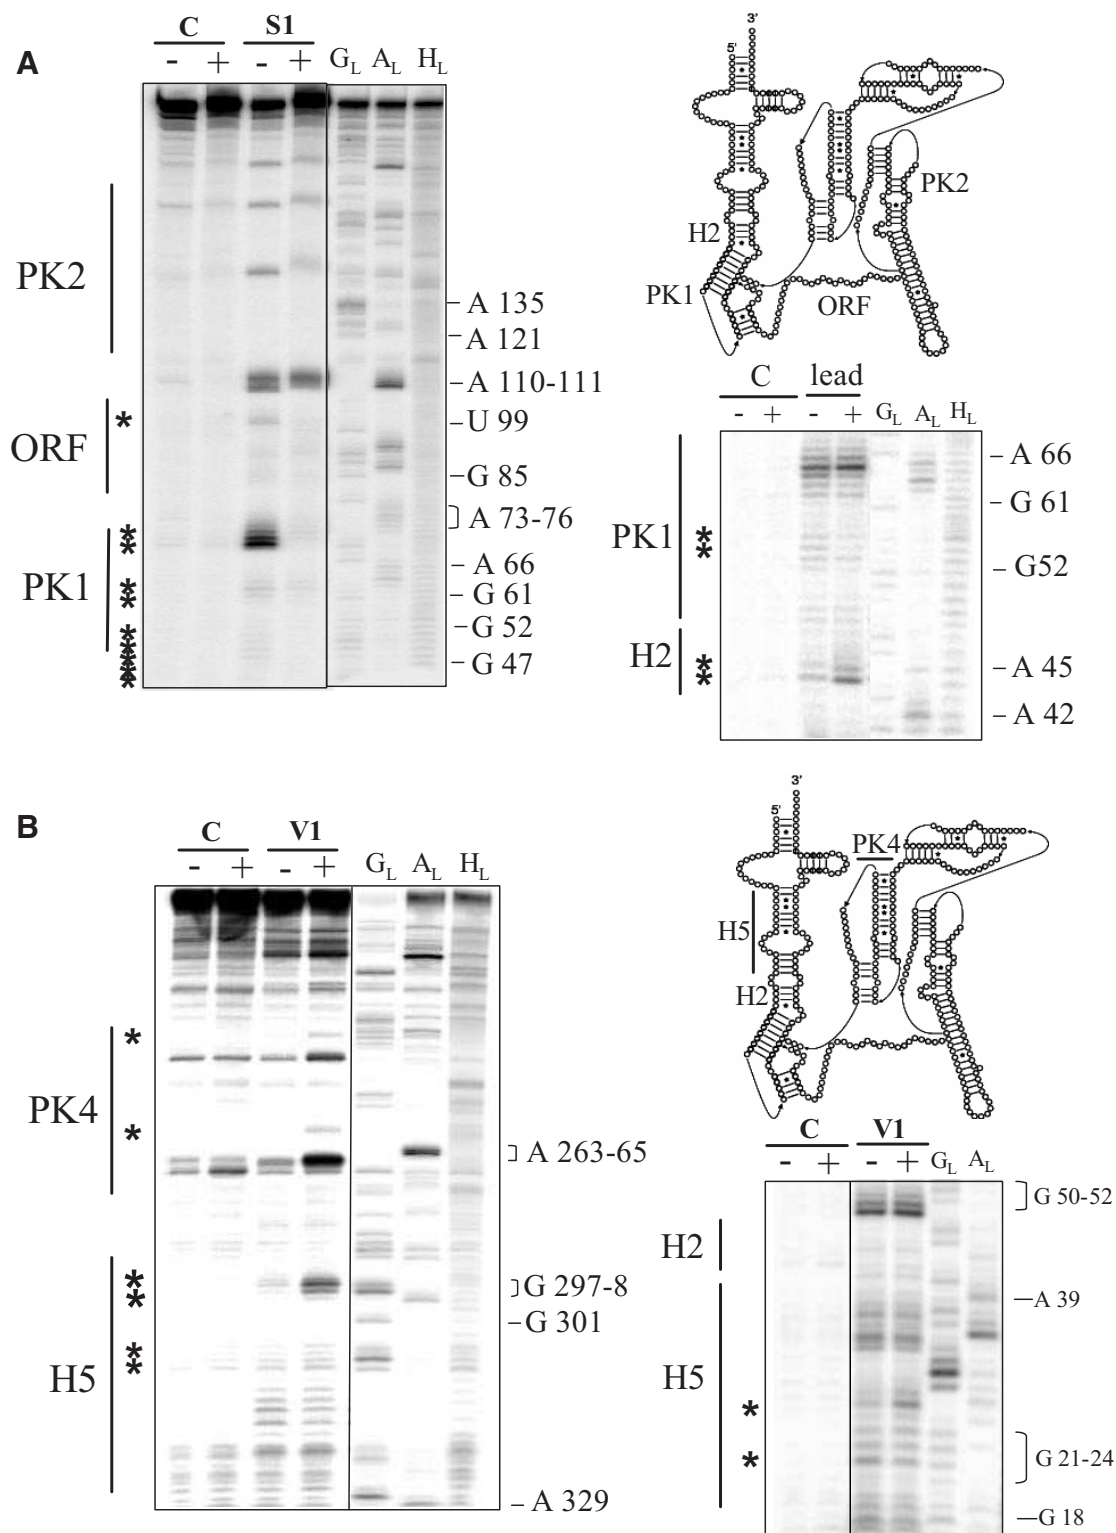 A
C
S1
- + - + G_L A_L H_L
PK2
ORF
PK1
*
*
*
*
*
*
*
*
*
*
A 135
A 121
A 110-111
U 99
G 85
A 73-76
A 66
G 61
G 52
G 47
3'
5'
H2
PK1
ORF
PK2
C
lead
- + - + G_L A_L H_L
PK1
H2
*
*
*
*
A 66
G 61
G52
A 45
A 42
B
C
V1
- + - + G_L A_L H_L
PK4
H5
*
*
*
*
*
*
A 263-65
G 297-8
G 301
A 329
3'
5'
PK4
H5
H2
C
V1
- + - + G_L A_L
H2
H5
*
*
G 50-52
A 39
G 21-24
G 18